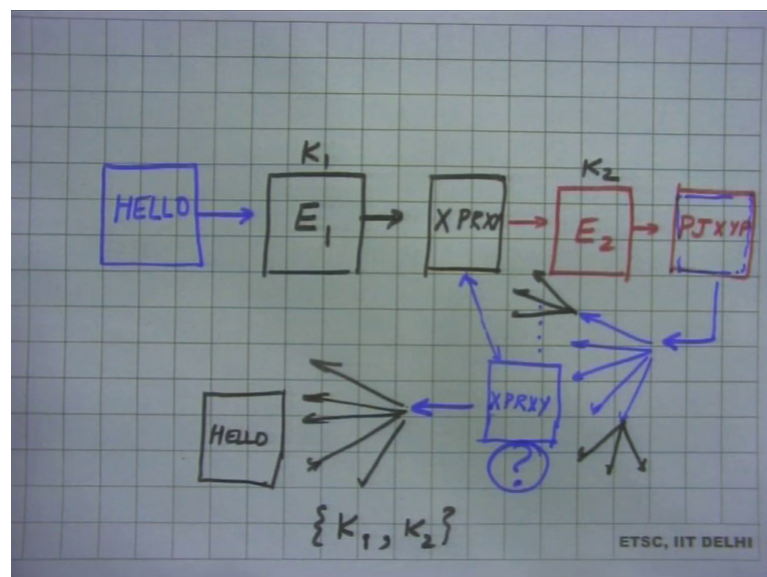 K1 K2
HELLO E1 XPRXY E2 PJXYP
XPRXY
HELLO
?
{K1, K2}
ETSC, IIT DELHI